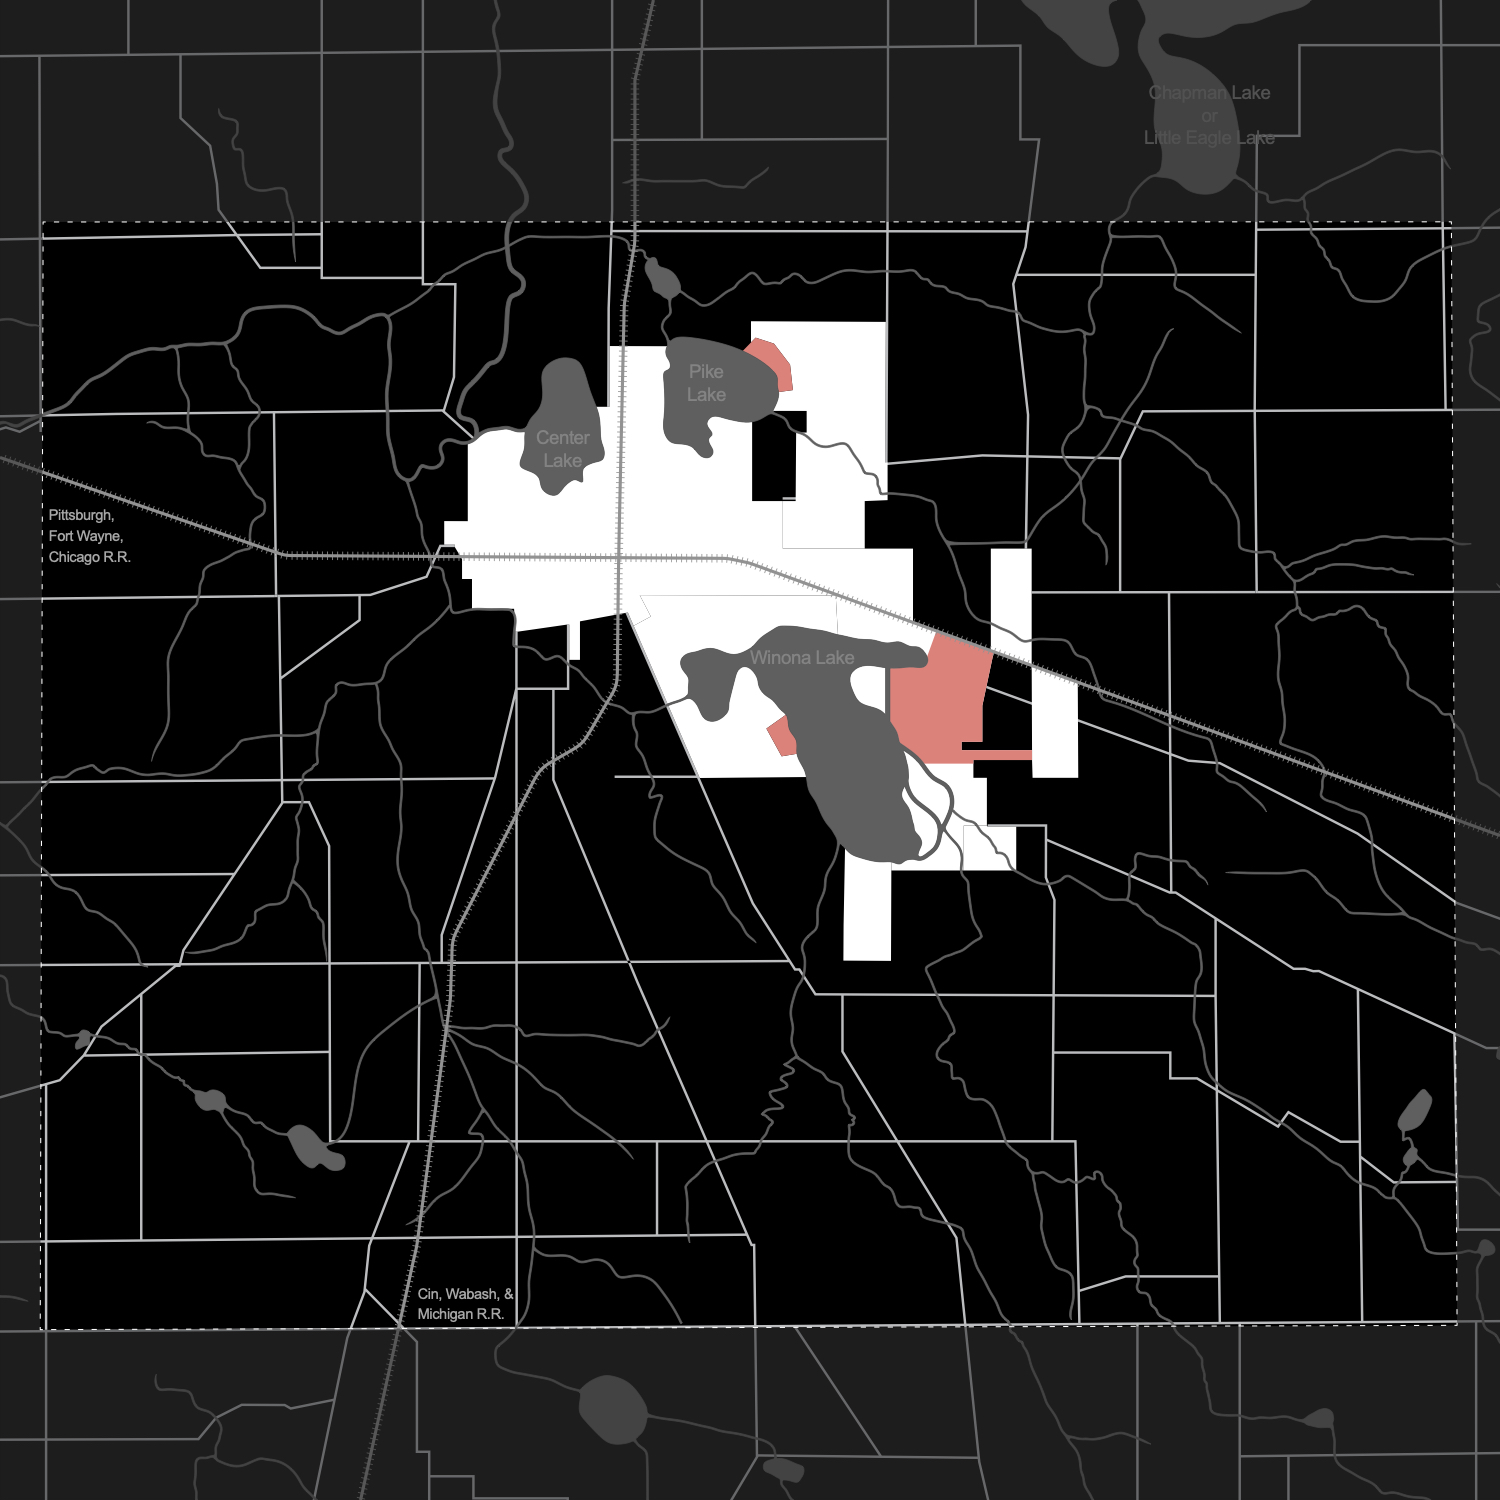 Chapman Lake
or
Little Eagle Lake
Pike
Lake
Center
Lake
Pittsburgh,
Fort Wayne,
Chicago R.R.
Winona Lake
Cin, Wabash, &
Michigan R.R.